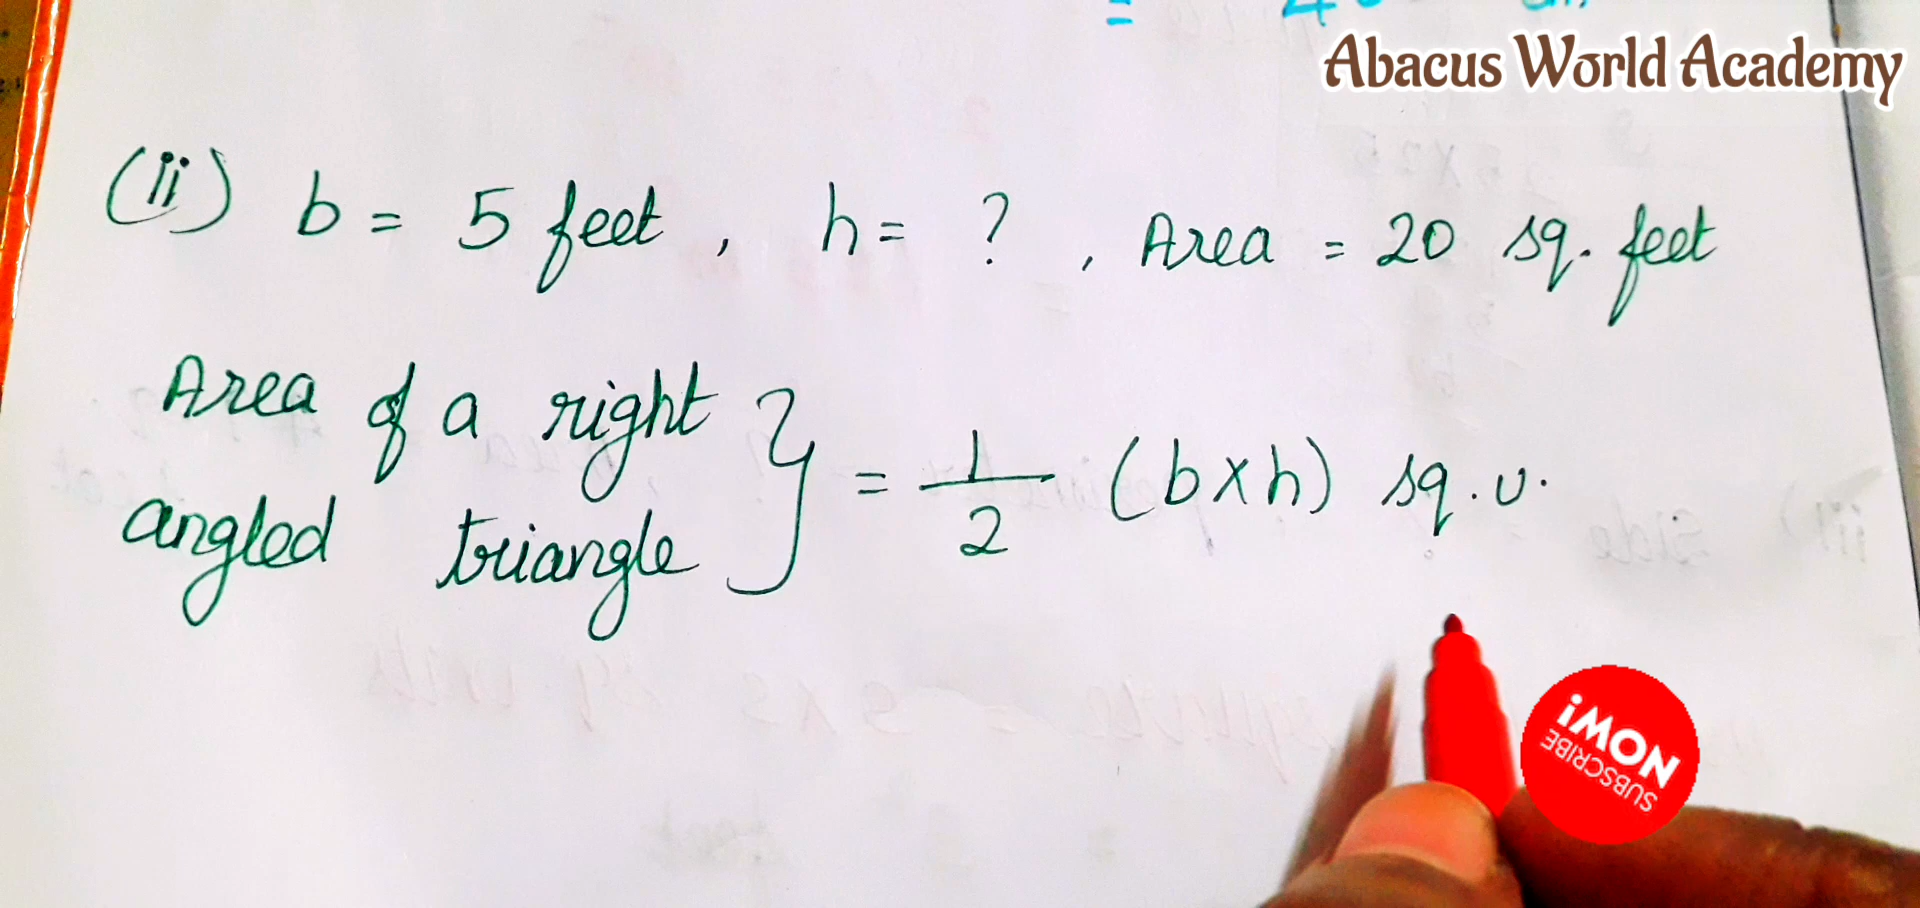 Abacus World Academy
(ii) b = 5 feet, h = ?, Area = 20 sq. feet
Area of a right
angled triangle } = 1/2 (b x h) sq. u.
iMON
SUBSCRIBE
NOW